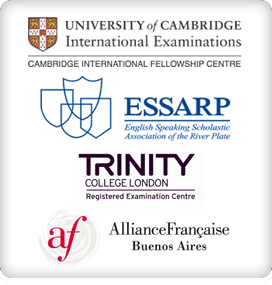 UNIVERSITY of CAMBRIDGE
International Examinations
CAMBRIDGE INTERNATIONAL FELLOWSHIP CENTRE
ESSARP
English Speaking Scholastic
Association of the River Plate
TRINITY
COLLEGE LONDON
Registered Examination Centre
af
AllianceFrançaise
Buenos Aires